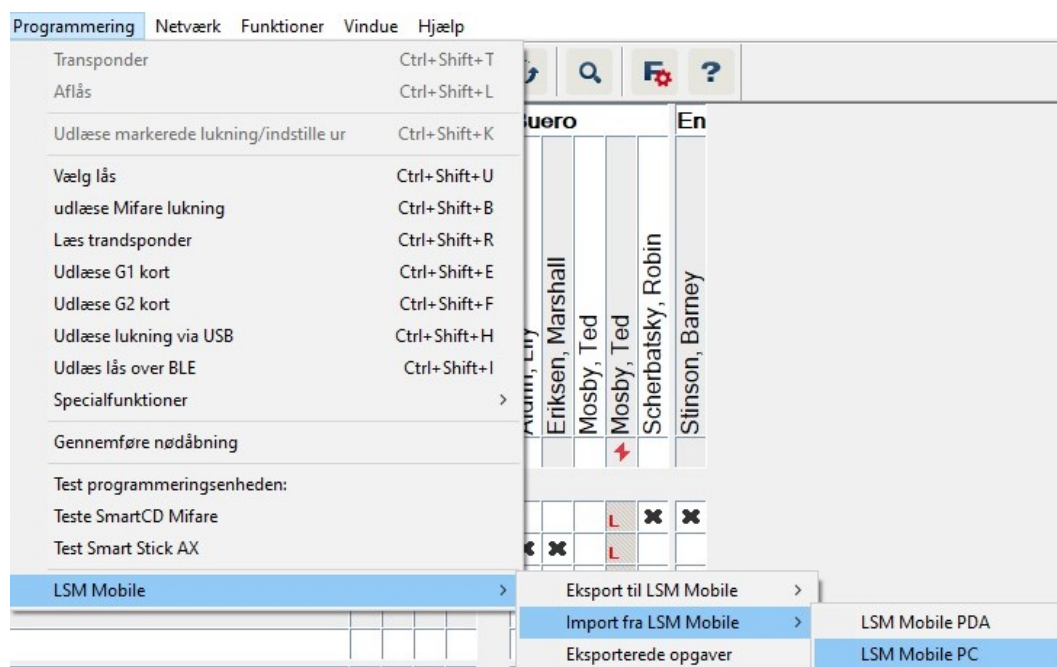 Programmering Netværk Funktioner Vindue Hjælp
Transponder Ctrl+Shift+T
Aflås Ctrl+Shift+L
Udlæse markerede lukning/indstille ur Ctrl+Shift+K
Vælg lås Ctrl+Shift+U
udlæse Mifare lukning Ctrl+Shift+B
Læs trandsponder Ctrl+Shift+R
Udlæse G1 kort Ctrl+Shift+E
Udlæse G2 kort Ctrl+Shift+F
Udlæse lukning via USB Ctrl+Shift+H
Udlæs lås over BLE Ctrl+Shift+I
Specialfunktioner
Gennemføre nødåbning
Test programmeringsenheden:
Teste SmartCD Mifare
Test Smart Stick AX
LSM Mobile
Eksport til LSM Mobile
Import fra LSM Mobile
Eksporterede opgaver
LSM Mobile PDA
LSM Mobile PC
?
En
Eriksen, Marshall
Mosby, Ted
Mosby, Ted
Scherbatsky, Robin
Stinson, Barney
L
L